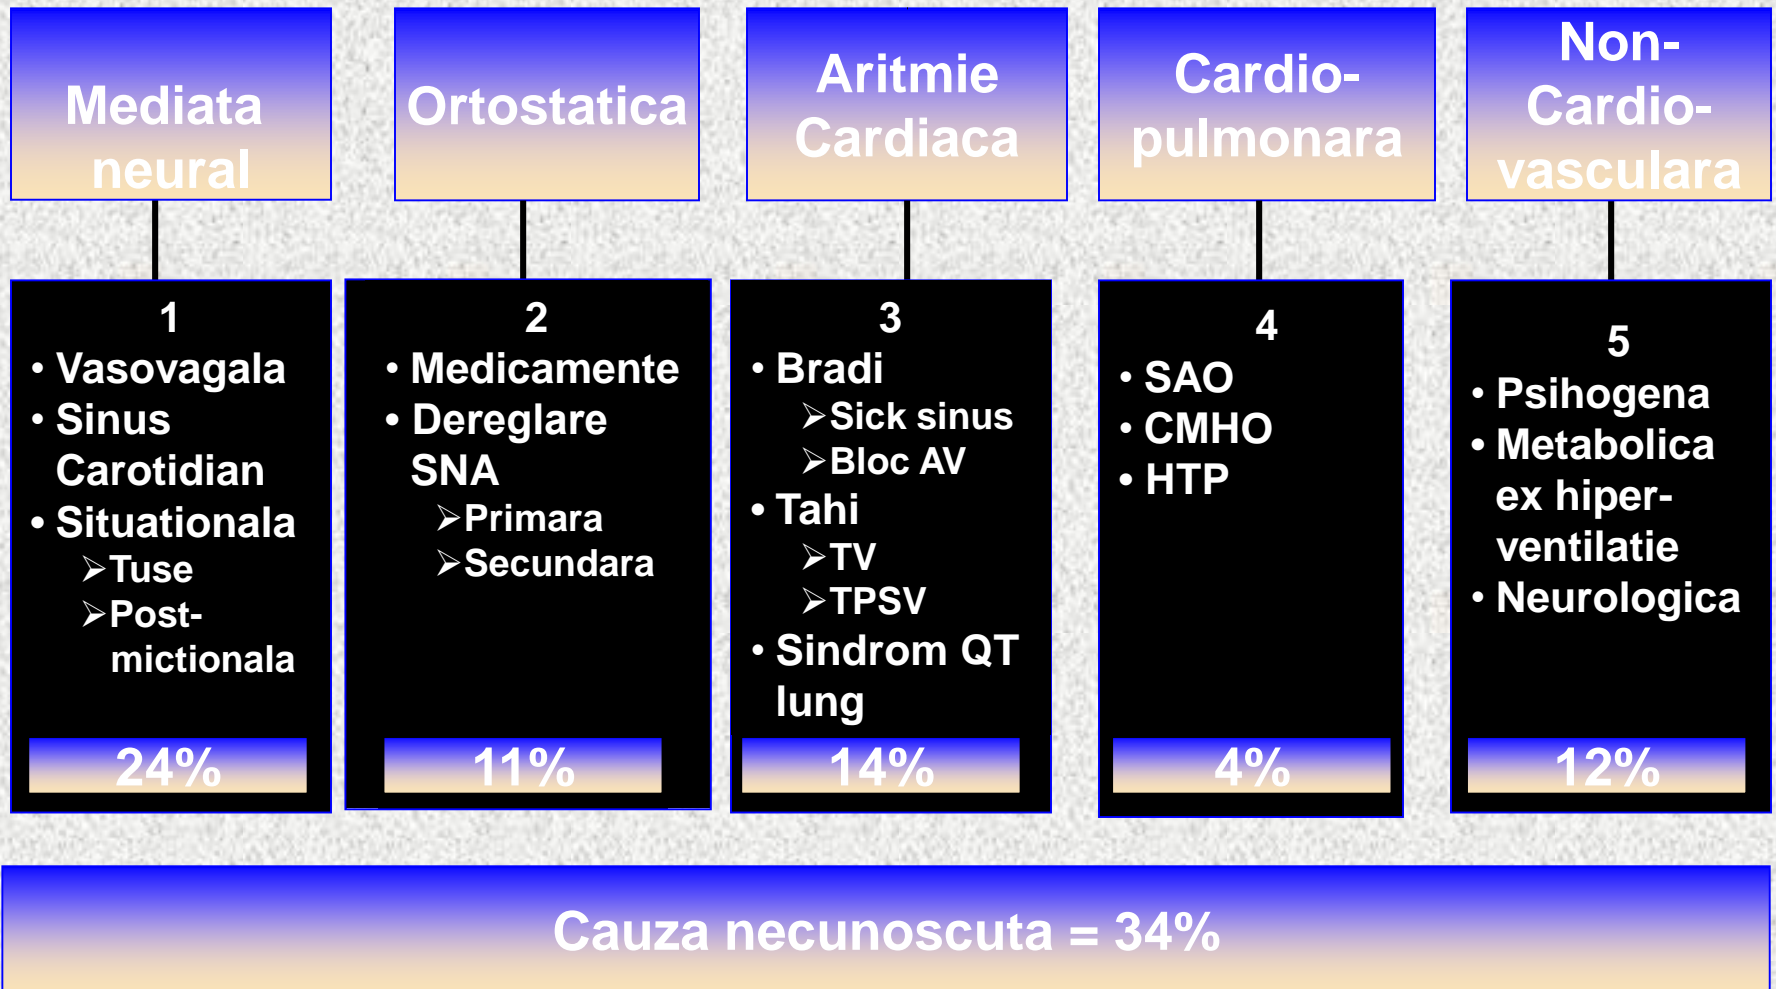 Mediata
neural
Ortostatica
Aritmie
Cardiaca
Cardio-
pulmonara
Non-
Cardio-
vasculara
1
• Vasovagala
• Sinus
Carotidian
• Situationala
➢Tuse
➢Post-
mictionala
24%
2
• Medicamente
• Dereglare
SNA
➢Primara
➢Secundara
11%
3
• Bradi
➢Sick sinus
➢Bloc AV
• Tahi
➢TV
➢TPSV
• Sindrom QT
lung
14%
4
• SAO
• CMHO
• HTP
4%
5
• Psihogena
• Metabolica
ex hiper-
ventilatie
• Neurologica
12%
Cauza necunoscuta = 34%